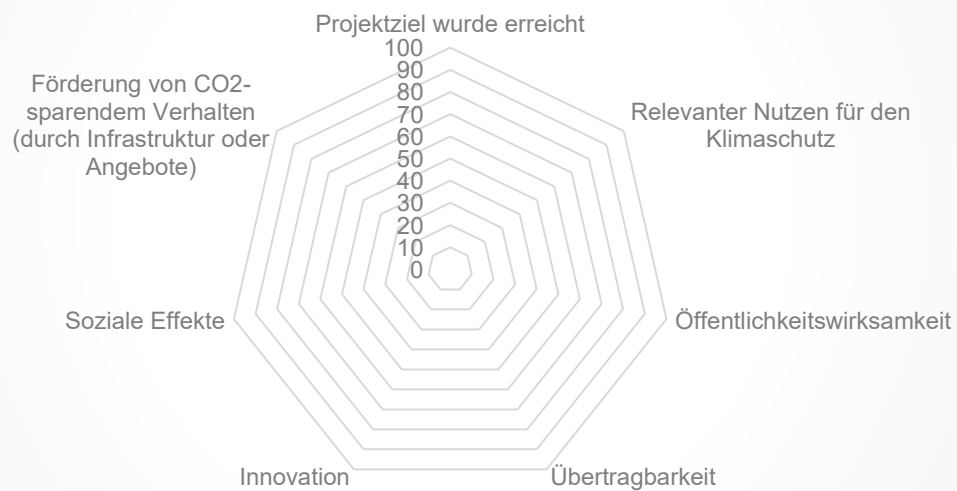 Projektziel wurde erreicht
100
90
80
70
60
50
40
30
20
10
0
Relevanter Nutzen für den
Klimaschutz
Öffentlichkeitswirksamkeit
Übertragbarkeit
Innovation
Soziale Effekte
Förderung von CO2-
sparendem Verhalten
(durch Infrastruktur oder
Angebote)